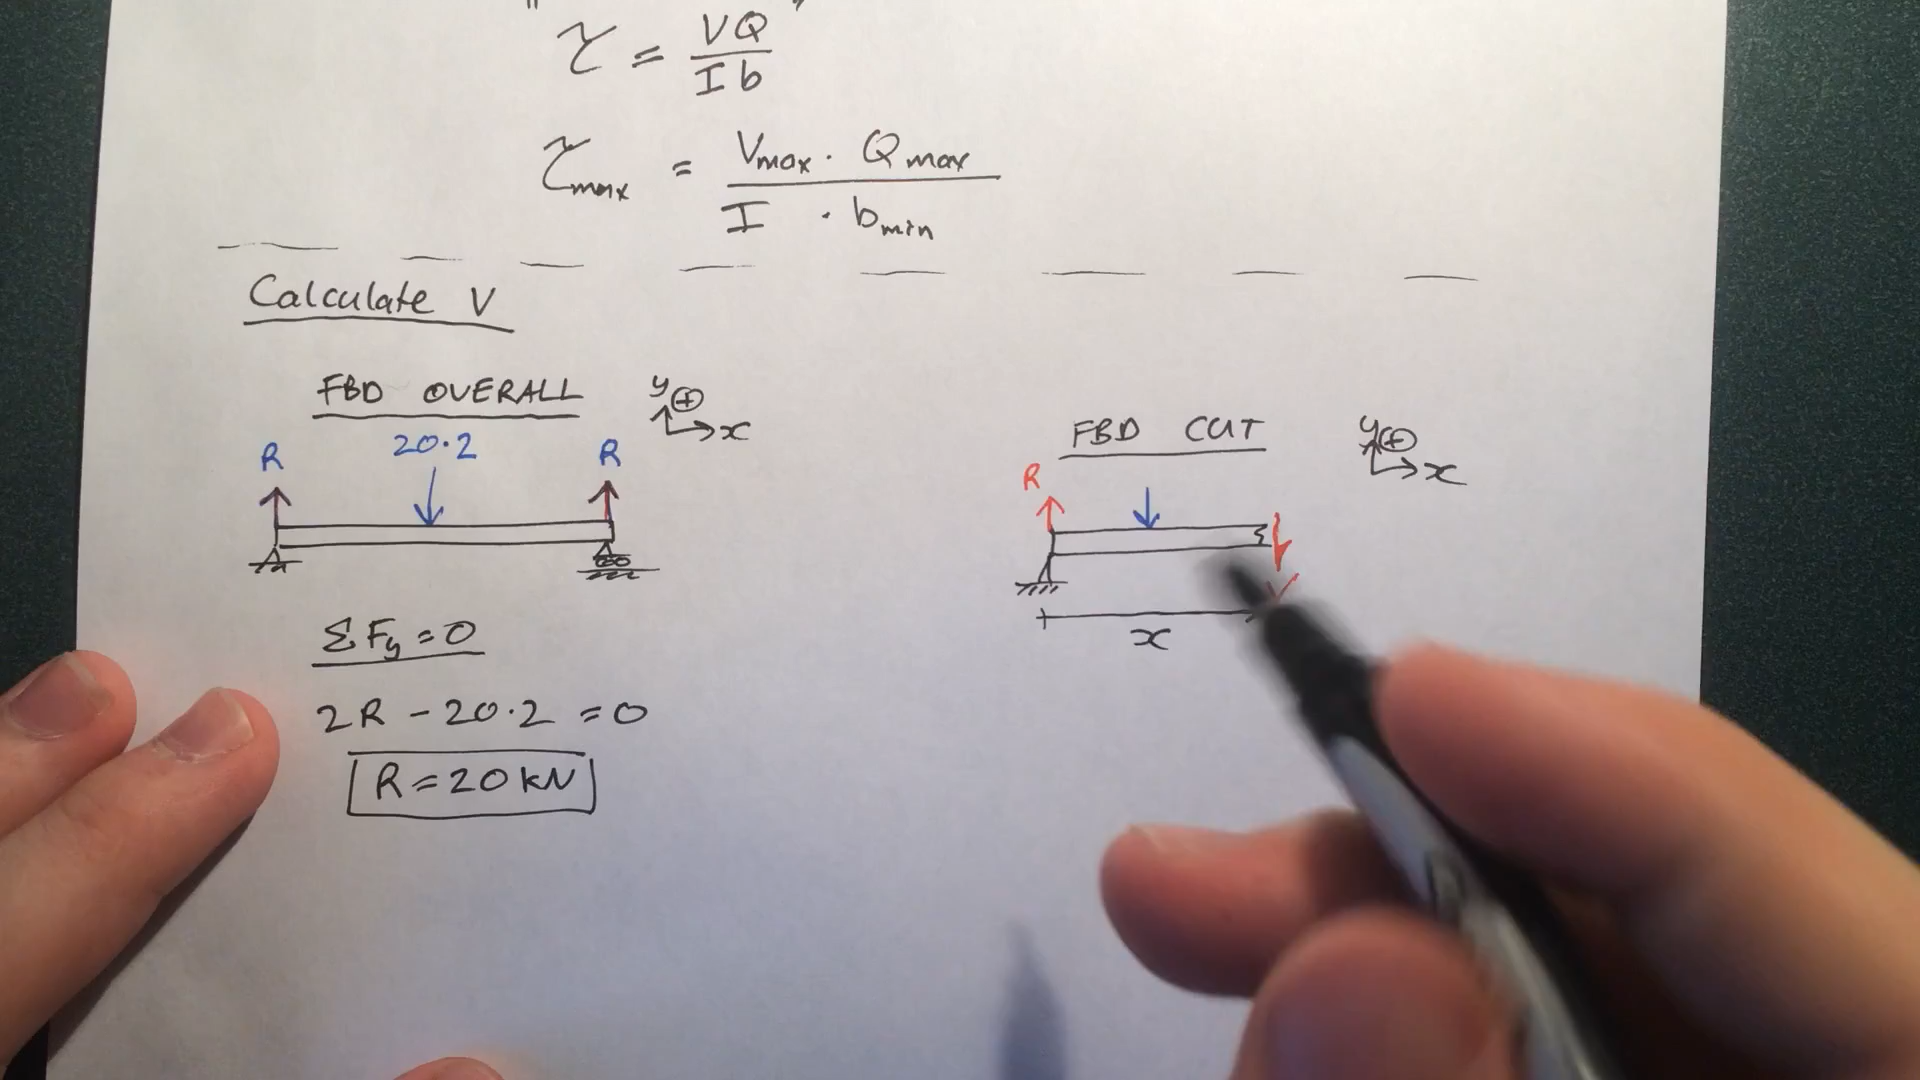 τ = VQ / Ib
τmax = Vmax · Qmax / I · bmin
Calculate V
FBD OVERALL
y ⊕
x
R 20·2 R
ΣFy = 0
2R - 20·2 = 0
R = 20 kN
FBD CUT
y ⊕
x
R
V
x